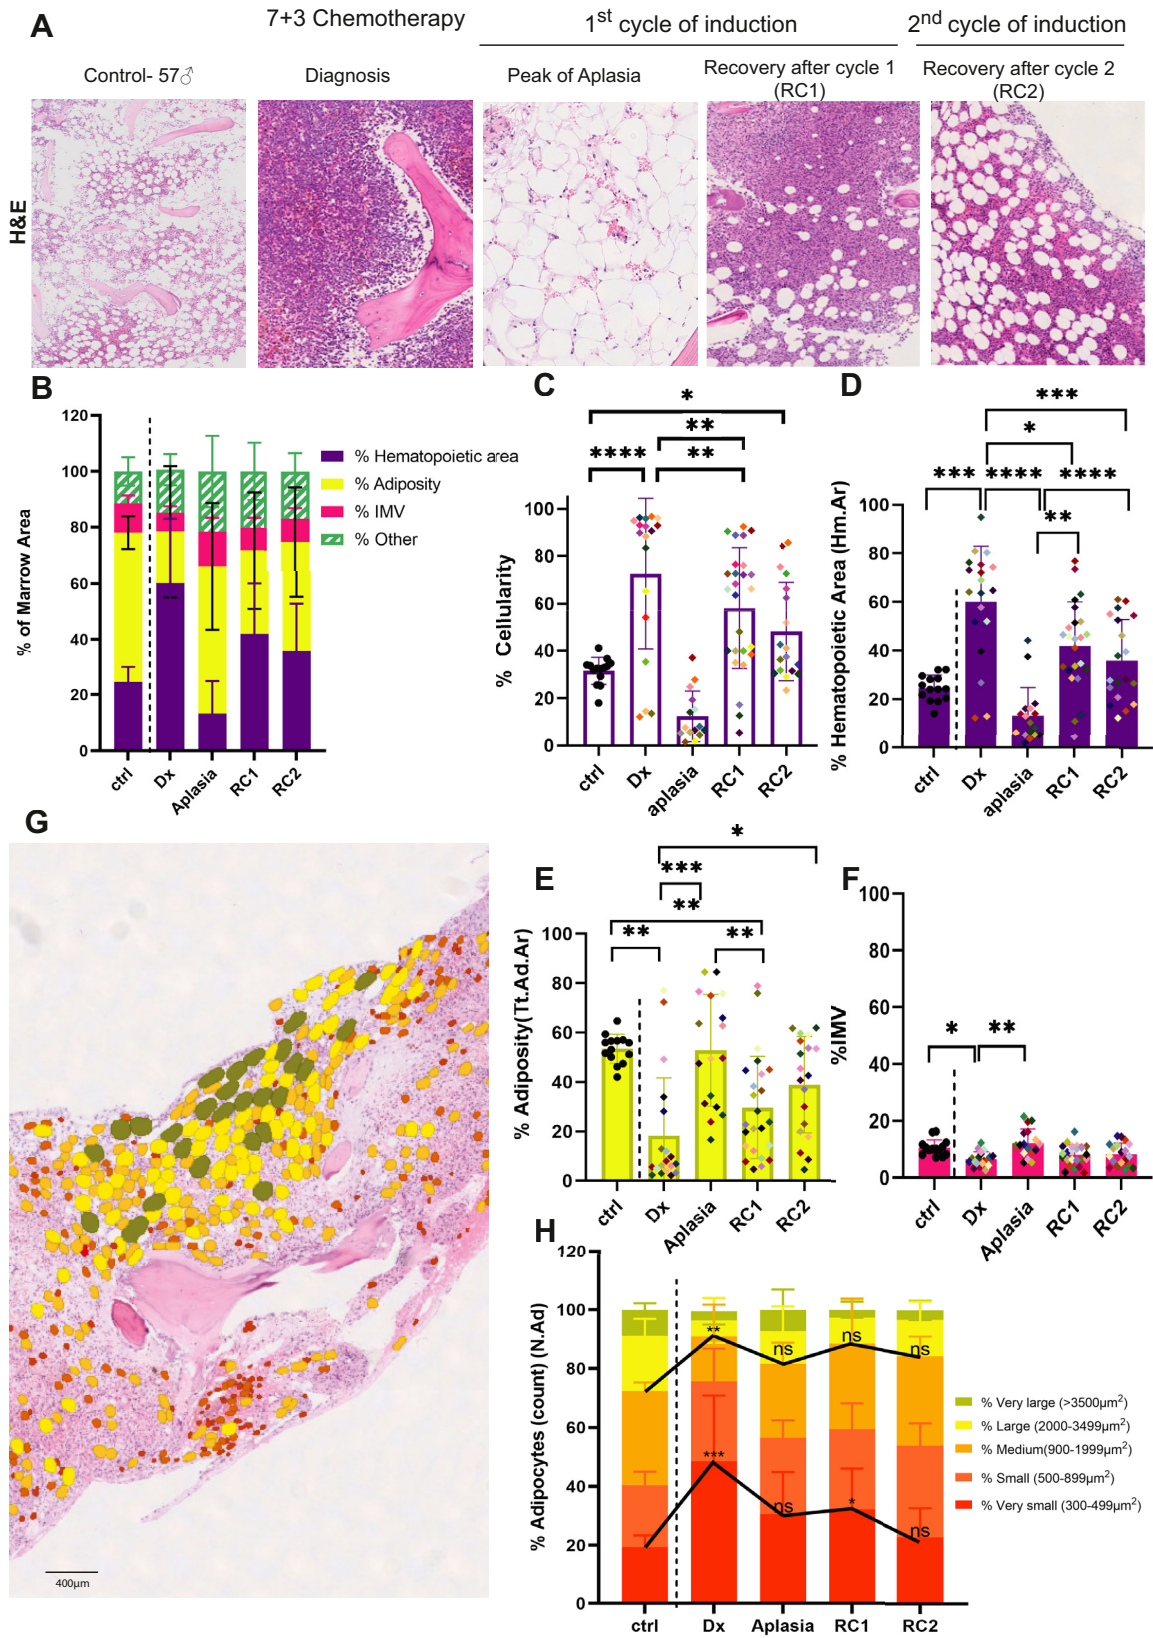 A
7+3 Chemotherapy
1st cycle of induction
2nd cycle of induction
Control- 57♂
Diagnosis
Peak of Aplasia
Recovery after cycle 1
(RC1)
Recovery after cycle 2
(RC2)
H&E
B
% of Marrow Area
120
100
80
60
40
20
0
ctrl
Dx
Aplasia
RC1
RC2
% Hematopoietic area
% Adiposity
% IMV
% Other
C
% Cellularity
*
**
**** **
100
80
60
40
20
0
ctrl
Dx
aplasia
RC1
RC2
D
% Hematopoietic Area (Hm.Ar)
***
*
*** **** ****
**
100
80
60
40
20
0
ctrl
Dx
aplasia
RC1
RC2
G
400µm
E
% Adiposity(Tt.Ad.Ar)
*
***
**
** **
100
80
60
40
20
0
ctrl
Dx
Aplasia
RC1
RC2
F
%IMV
* **
100
80
60
40
20
0
ctrl
Dx
Aplasia
RC1
RC2
H
% Adipocytes (count) (N.Ad)
120
100
80
60
40
20
0
** ns ns ns
*** ns * ns
ctrl
Dx
Aplasia
RC1
RC2
% Very large (>3500µm2)
% Large (2000-3499µm2)
% Medium(900-1999µm2)
% Small (500-899µm2)
% Very small (300-499µm2)